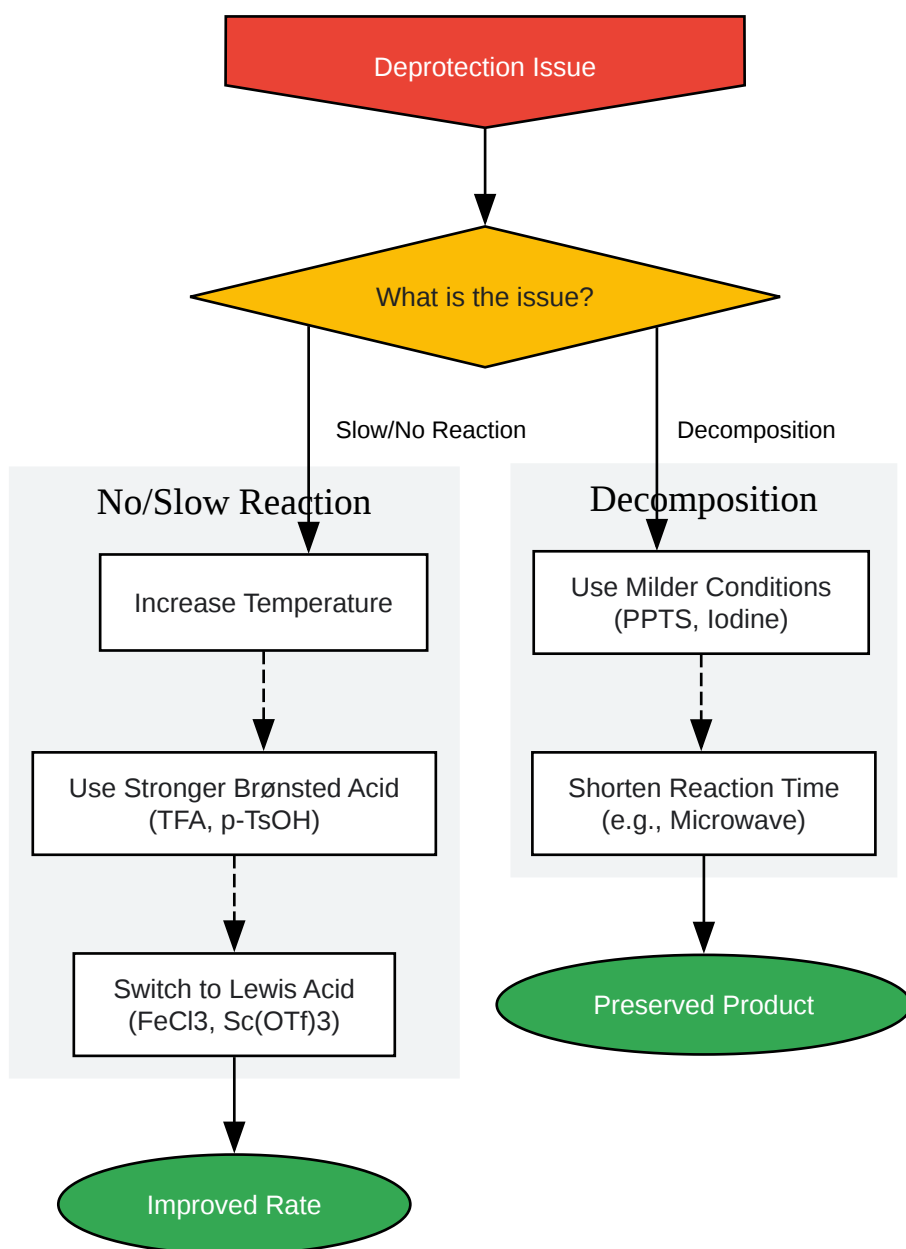 Deprotection Issue
What is the issue?
Slow/No Reaction
Decomposition
No/Slow Reaction
Increase Temperature
Use Stronger Brønsted Acid
(TFA, p-TsOH)
Switch to Lewis Acid
(FeCl3, Sc(OTf)3)
Improved Rate
Decomposition
Use Milder Conditions
(PPTS, Iodine)
Shorten Reaction Time
(e.g., Microwave)
Preserved Product